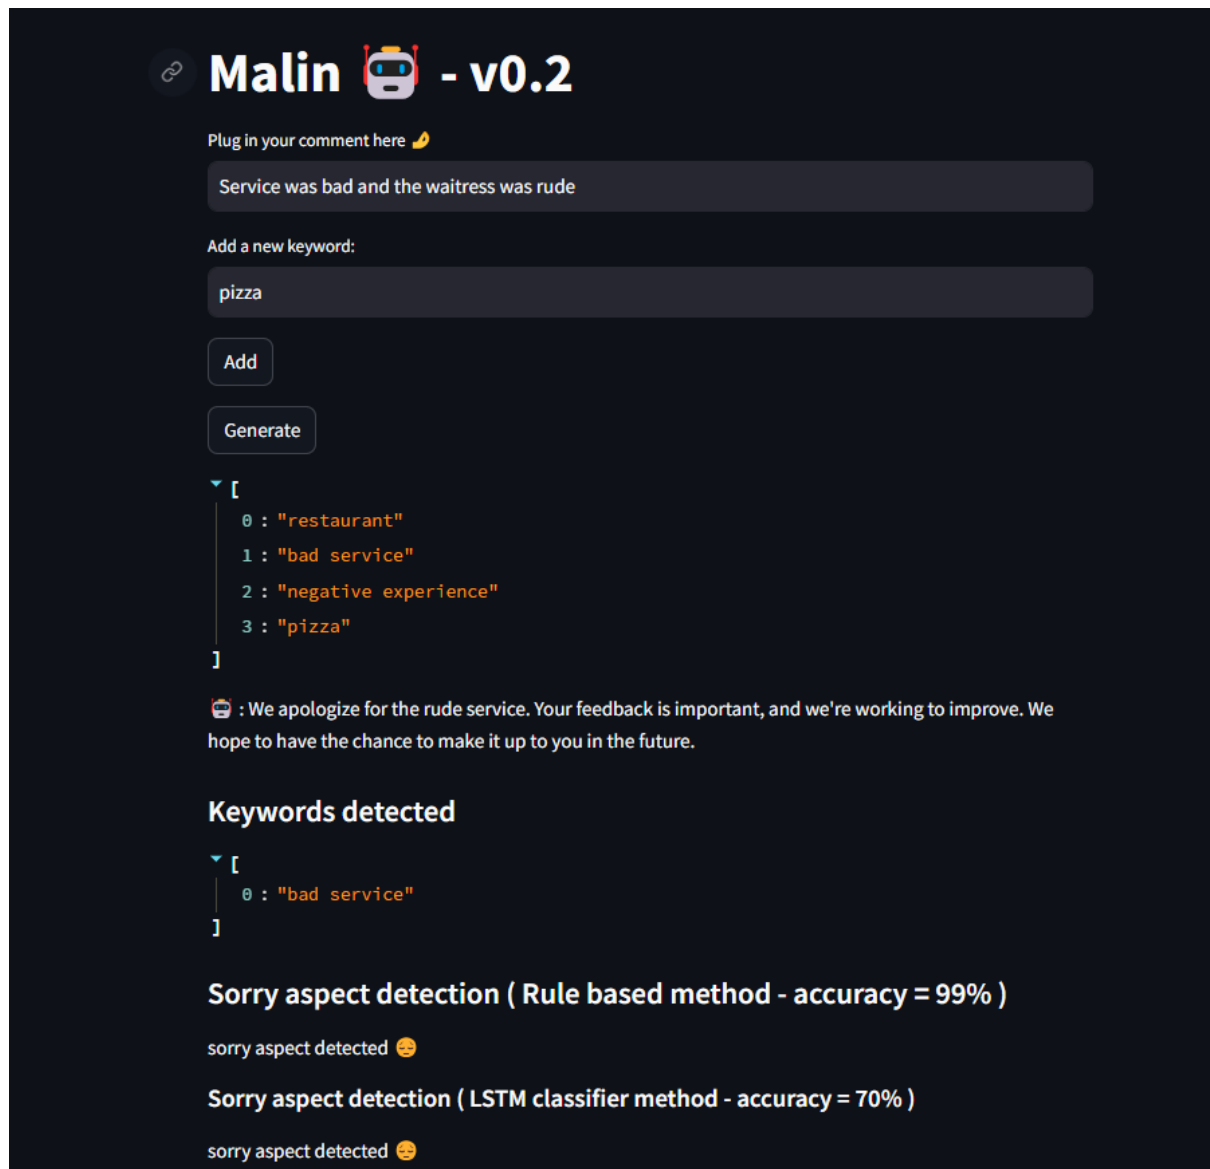 Malin 🤖 - v0.2
Plug in your comment here 🤌
Service was bad and the waitress was rude
Add a new keyword:
pizza
Add
Generate
[
0 : "restaurant"
1 : "bad service"
2 : "negative experience"
3 : "pizza"
]
🤖 : We apologize for the rude service. Your feedback is important, and we're working to improve. We
hope to have the chance to make it up to you in the future.
Keywords detected
[
0 : "bad service"
]
Sorry aspect detection ( Rule based method - accuracy = 99% )
sorry aspect detected 😔
Sorry aspect detection ( LSTM classifier method - accuracy = 70% )
sorry aspect detected 😔